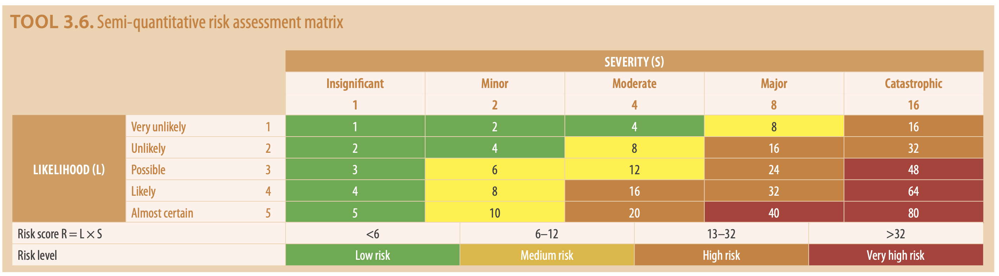 TOOL 3.6. Semi-quantitative risk assessment matrix
SEVERITY (S)
Insignificant Minor Moderate Major Catastrophic
1 2 4 8 16
LIKELIHOOD (L)
Very unlikely 1 1 2 4 8 16
Unlikely 2 2 4 8 16 32
Possible 3 3 6 12 24 48
Likely 4 4 8 16 32 64
Almost certain 5 5 10 20 40 80
Risk score R = L × S <6 6–12 13–32 >32
Risk level Low risk Medium risk High risk Very high risk